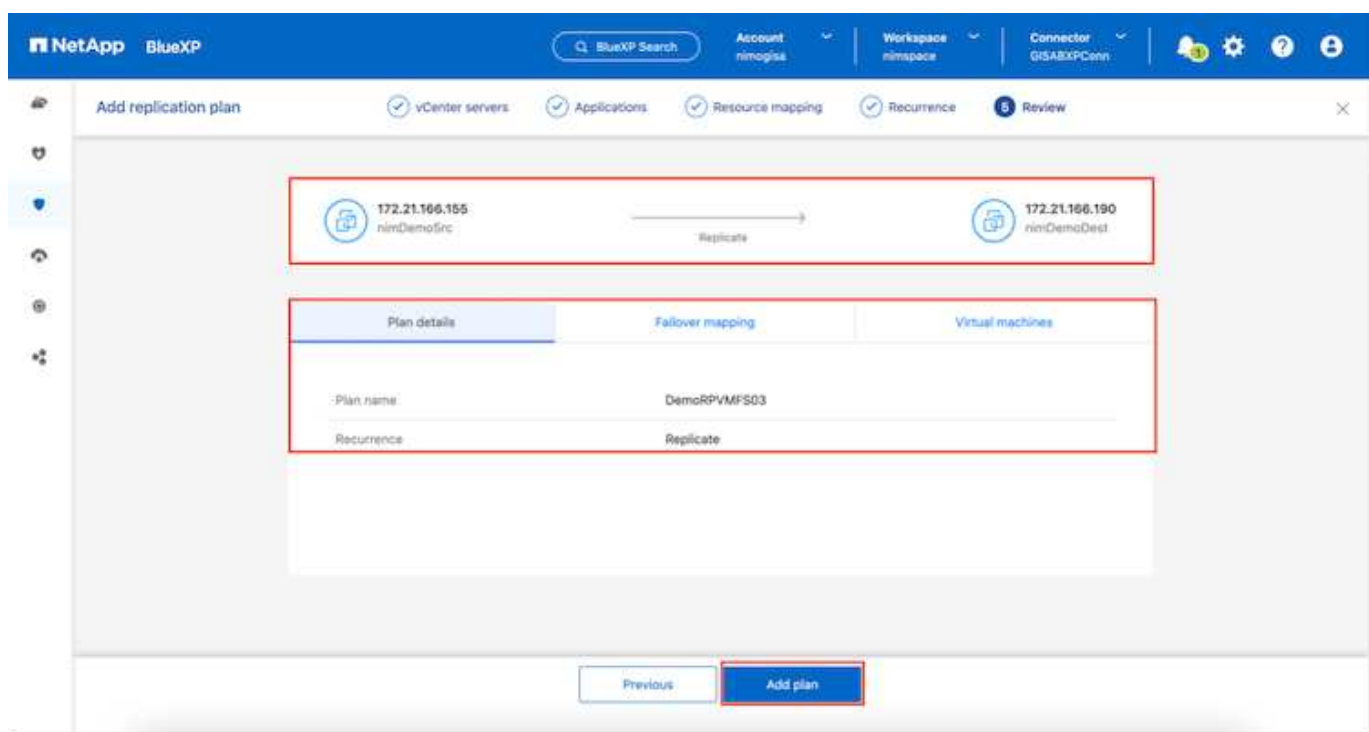 NetApp BlueXP
BlueXP Search
Account
nimogisa
Workspace
nimspace
Connector
GISABXPConn
Add replication plan
vCenter servers
Applications
Resource mapping
Recurrence
5 Review
172.21.166.155
nimDemoSrc
Replicate
172.21.166.190
nimDemoDest
Plan details
Failover mapping
Virtual machines
Plan name
DemoRPVMFS03
Recurrence
Replicate
Previous
Add plan